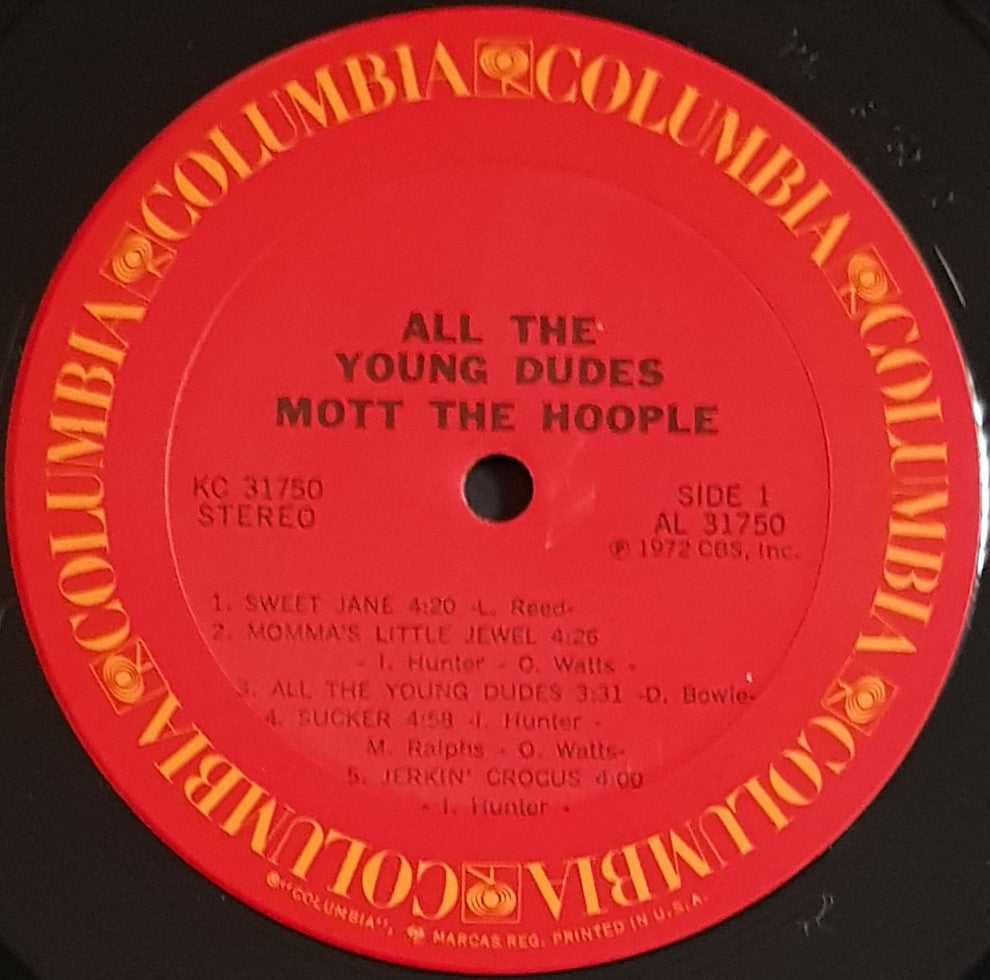 COLUMBIA COLUMBIA COLUMBIA COLUMBIA COLUMBIA COLUMBIA
ALL THE
YOUNG DUDES
MOTT THE HOOPLE
KC 31750
STEREO
SIDE 1
AL 31750
℗ 1972 CBS, Inc.
1. SWEET JANE 4:20 -L. Reed-
2. MOMMA'S LITTLE JEWEL 4:26
- I. Hunter - O. Watts -
3. ALL THE YOUNG DUDES 3:31 -D. Bowie-
4. SUCKER 4:58 -I. Hunter -
M. Ralphs - O. Watts-
5. JERKIN' CROCUS 4:00
- I. Hunter -
®"COLUMBIA", MARCAS REG. PRINTED IN U.S.A.